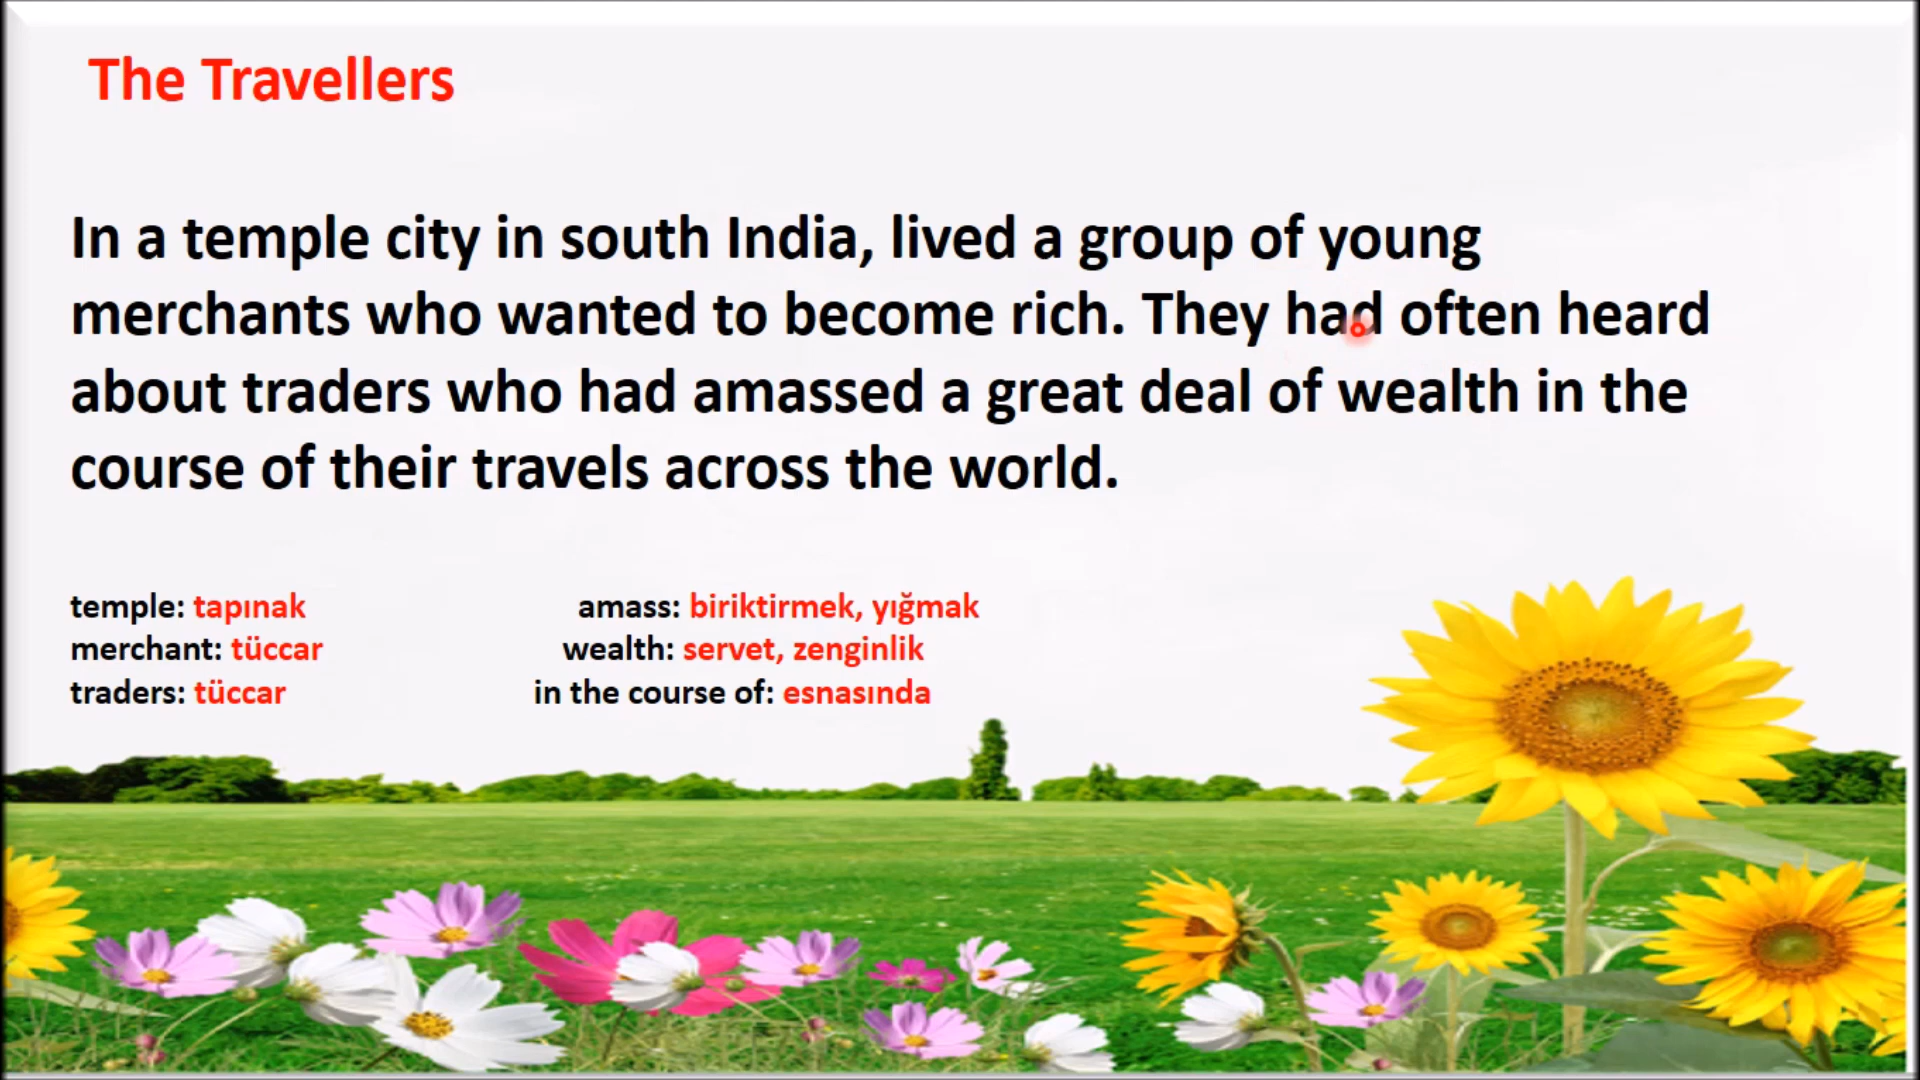 The Travellers
In a temple city in south India, lived a group of young
merchants who wanted to become rich. They had often heard
about traders who had amassed a great deal of wealth in the
course of their travels across the world.
temple: tapınak
merchant: tüccar
traders: tüccar
amass: biriktirmek, yığmak
wealth: servet, zenginlik
in the course of: esnasında